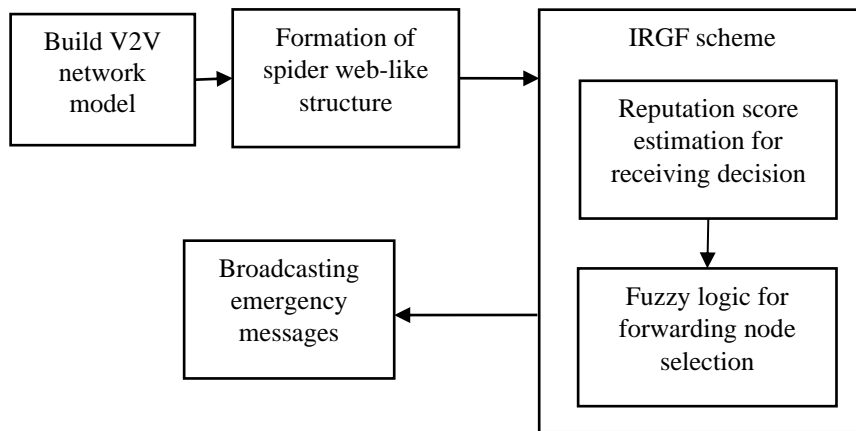 Build V2V
network
model
Formation of
spider web-like
structure
IRGF scheme
Reputation score
estimation for
receiving decision
Fuzzy logic for
forwarding node
selection
Broadcasting
emergency
messages